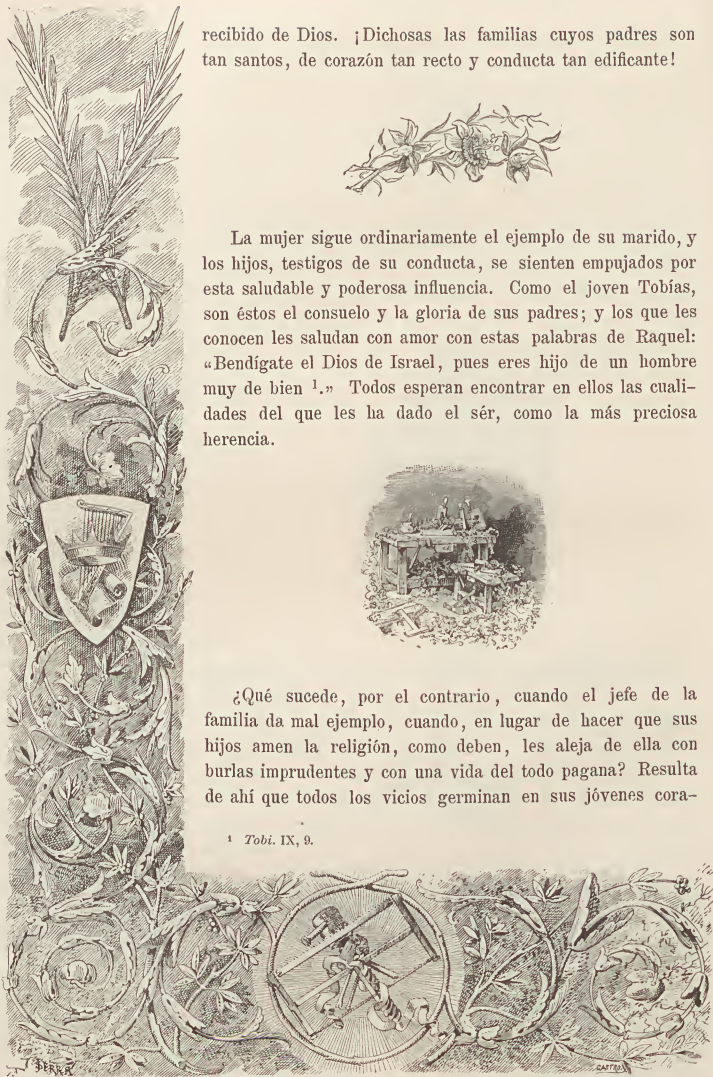 recibido de Dios. ¡Dichosas las familias cuyos padres son
tan santos, de corazón tan recto y conducta tan edificante!
La mujer sigue ordinariamente el ejemplo de su marido, y
los hijos, testigos de su conducta, se sienten empujados por
esta saludable y poderosa influencia. Como el joven Tobías,
son éstos el consuelo y la gloria de sus padres; y los que les
conocen les saludan con amor con estas palabras de Raquel:
«Bendígate el Dios de Israel, pues eres hijo de un hombre
muy de bien ¹.» Todos esperan encontrar en ellos las cuali-
dades del que les ha dado el sér, como la más preciosa
herencia.
¿Qué sucede, por el contrario, cuando el jefe de la
familia da mal ejemplo, cuando, en lugar de hacer que sus
hijos amen la religión, como deben, les aleja de ella con
burlas imprudentes y con una vida del todo pagana? Resulta
de ahí que todos los vicios germinan en sus jóvenes cora-
¹ Tobi. IX, 9.
SERRA
CASTRO